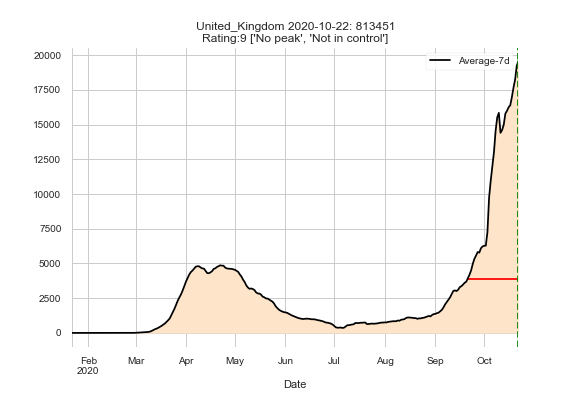 United_Kingdom 2020-10-22: 813451
Rating:9 ['No peak', 'Not in control']
Average-7d
20000
17500
15000
12500
10000
7500
5000
2500
0
Feb Mar Apr May Jun Jul Aug Sep Oct
2020
Date